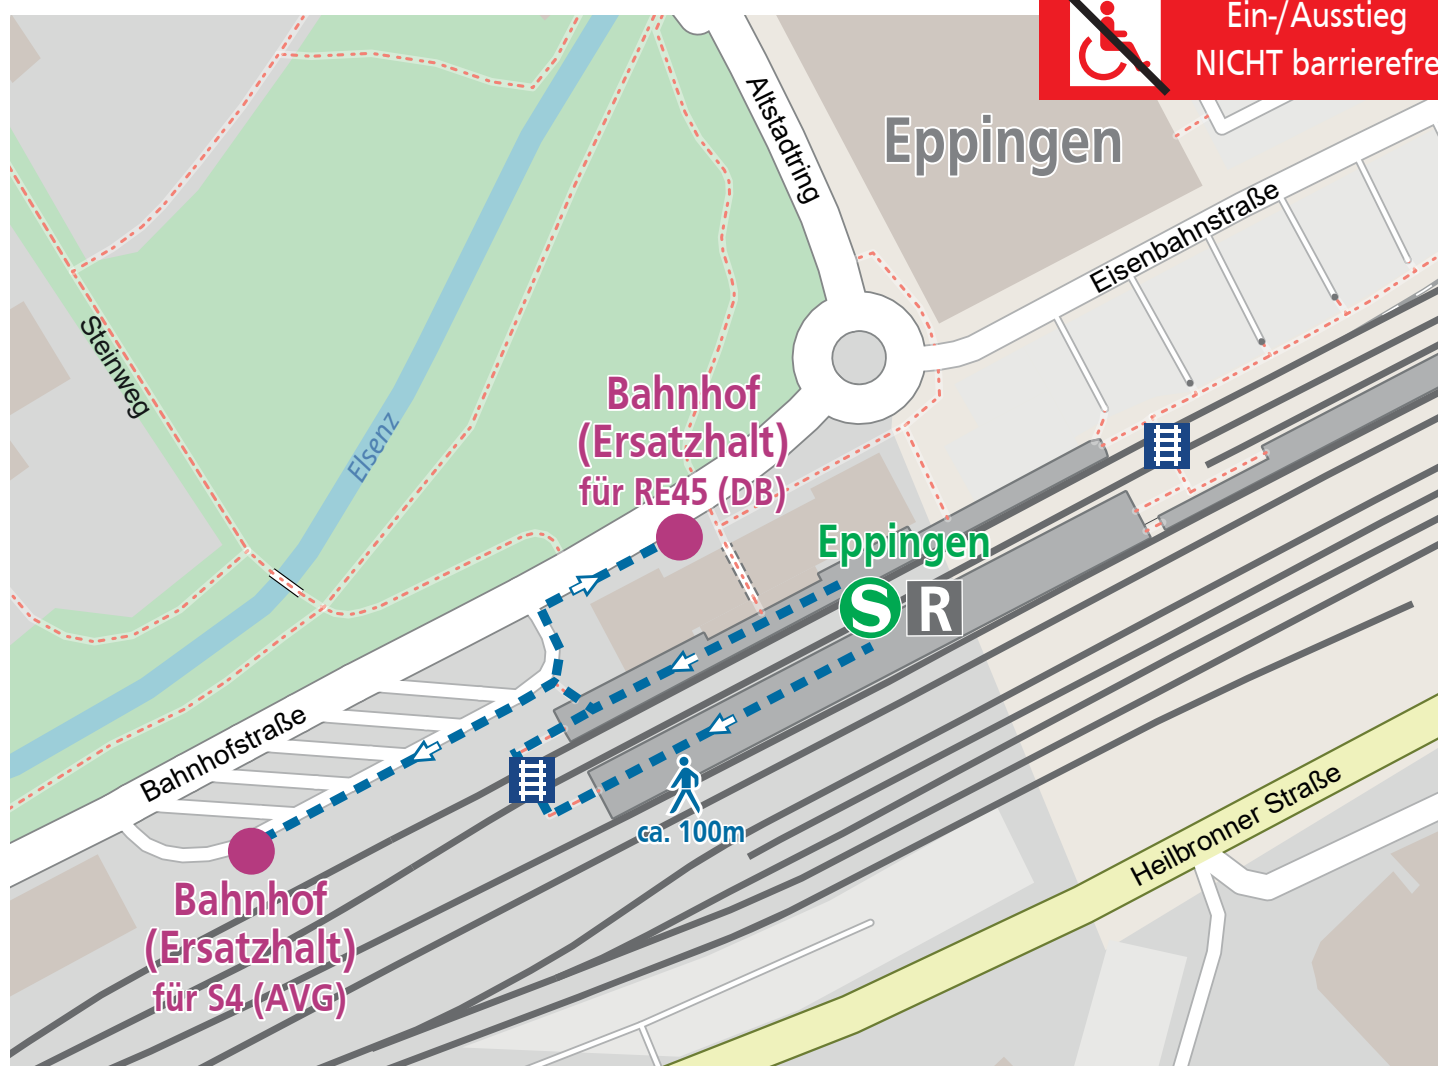 Ein-/Ausstieg
NICHT barrierefre
Altstadtring
Eppingen
Eisenbahnstraße
Steinweg
Elsenz
Bahnhof
(Ersatzhalt)
für RE45 (DB)
Eppingen
S R
Bahnhofstraße
ca. 100m
Heilbronner Straße
Bahnhof
(Ersatzhalt)
für S4 (AVG)